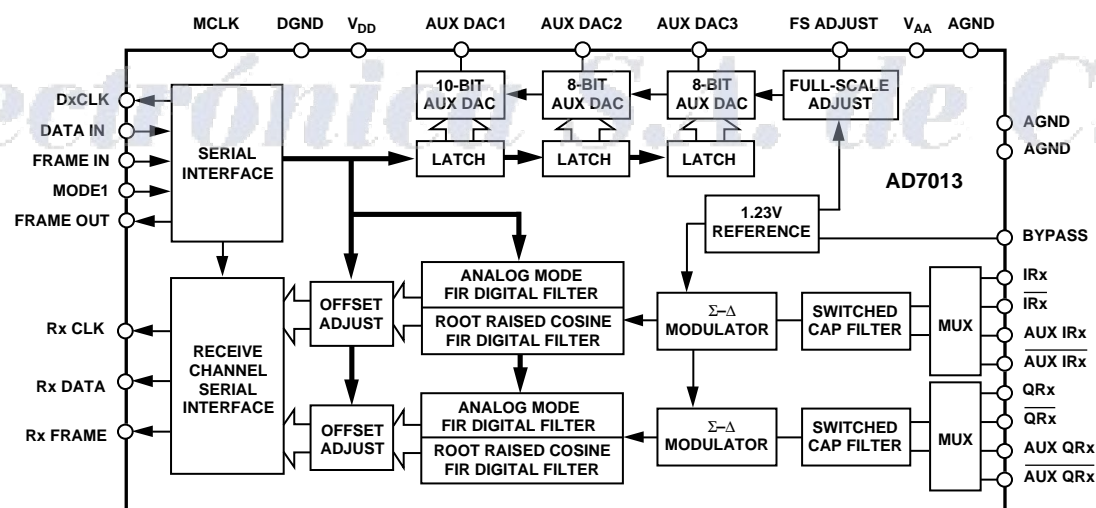 MCLK DGND VDD AUX DAC1 AUX DAC2 AUX DAC3 FS ADJUST VAA AGND
DxCLK
DATA IN
FRAME IN
MODE1
FRAME OUT
SERIAL
INTERFACE
10-BIT
AUX DAC
8-BIT
AUX DAC
8-BIT
AUX DAC
FULL-SCALE
ADJUST
LATCH
LATCH
LATCH
AGND
AGND
AD7013
1.23V
REFERENCE
BYPASS
Rx CLK
Rx DATA
Rx FRAME
RECEIVE
CHANNEL
SERIAL
INTERFACE
OFFSET
ADJUST
ANALOG MODE
FIR DIGITAL FILTER
ROOT RAISED COSINE
FIR DIGITAL FILTER
Σ–Δ
MODULATOR
SWITCHED
CAP FILTER
MUX
IRx
IRx
AUX IRx
AUX IRx
OFFSET
ADJUST
ANALOG MODE
FIR DIGITAL FILTER
ROOT RAISED COSINE
FIR DIGITAL FILTER
Σ–Δ
MODULATOR
SWITCHED
CAP FILTER
MUX
QRx
QRx
AUX QRx
AUX QRx
S.A. de C